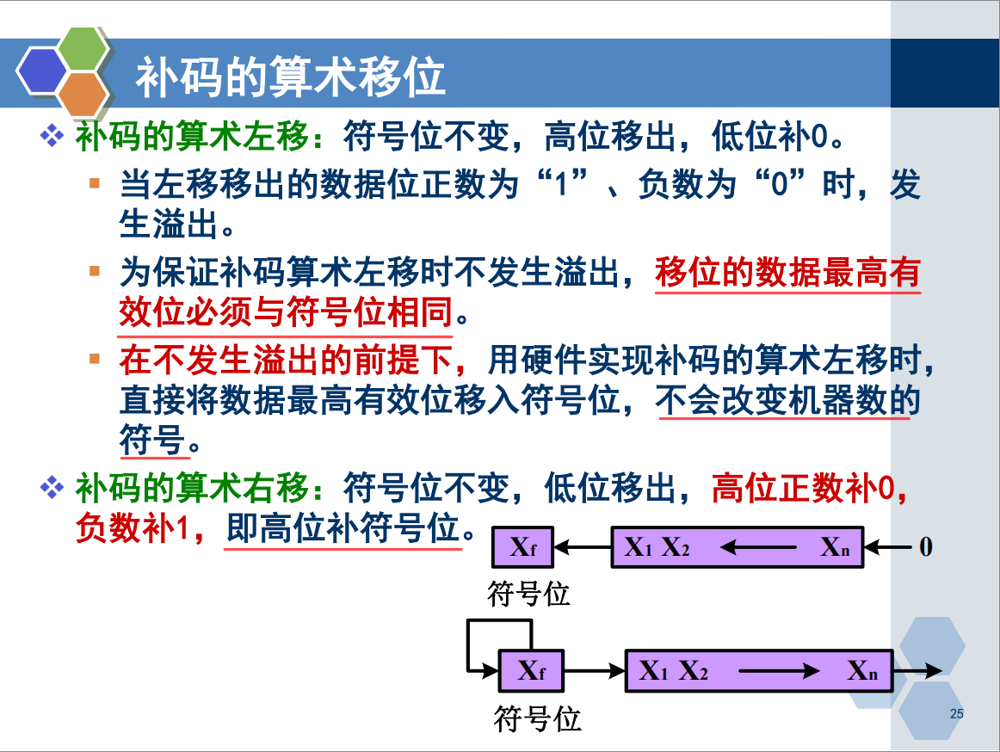 补码的算术移位
补码的算术左移：符号位不变，高位移出，低位补0。
当左移移出的数据位正数为“1”、负数为“0”时，发
生溢出。
为保证补码算术左移时不发生溢出，移位的数据最高有
效位必须与符号位相同。
在不发生溢出的前提下，用硬件实现补码的算术左移时，
直接将数据最高有效位移入符号位，不会改变机器数的
符号。
补码的算术右移：符号位不变，低位移出，高位正数补0，
负数补1，即高位补符号位。
Xf X1 X2 Xn 0
符号位
Xf X1 X2 Xn
符号位
25